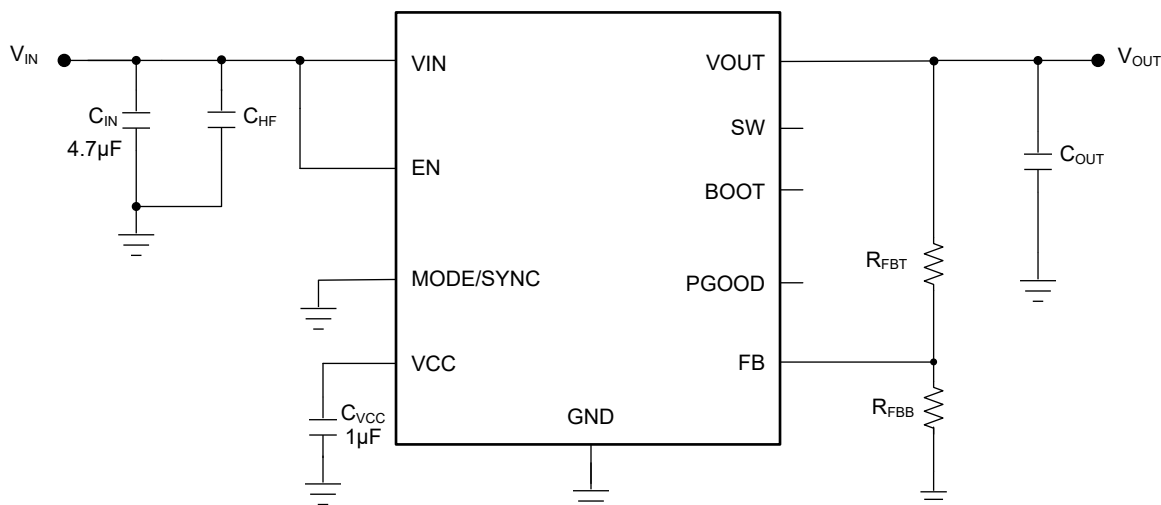 V_IN
C_IN
4.7µF
C_HF
VIN
EN
MODE/SYNC
VCC
C_VCC
1µF
GND
VOUT
SW
BOOT
PGOOD
FB
V_OUT
C_OUT
R_FBT
R_FBB